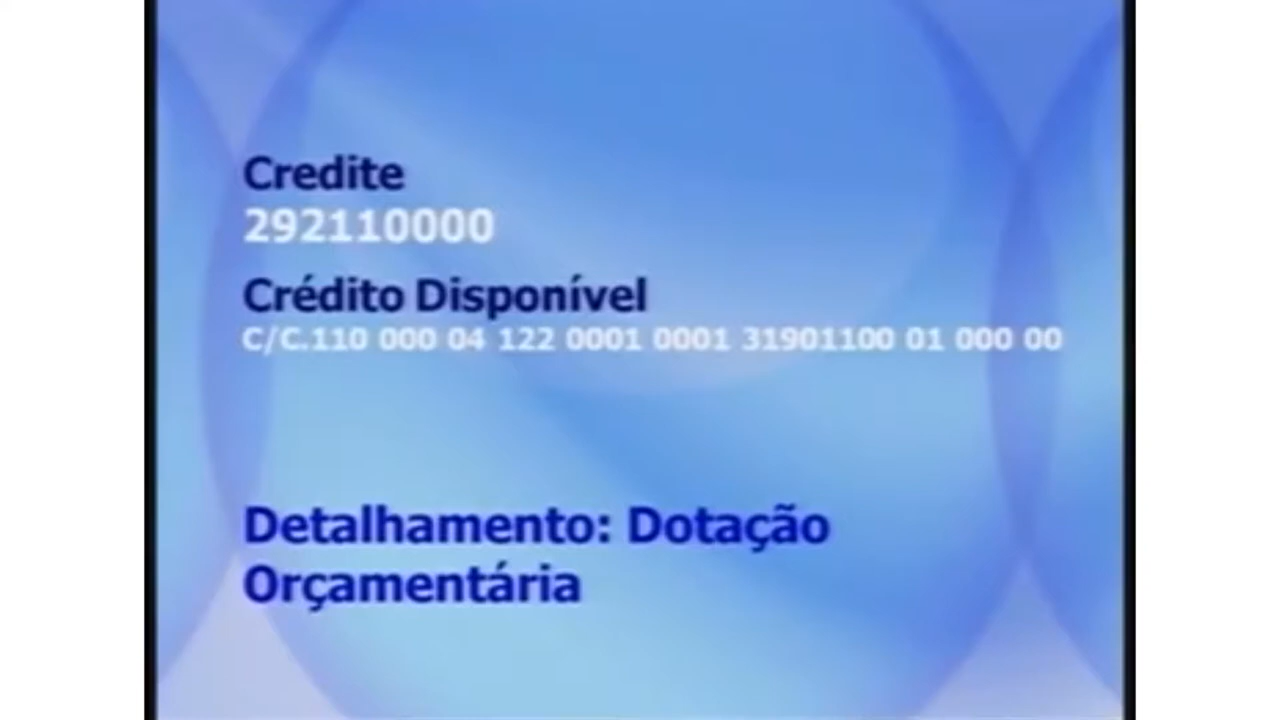 Credite
292110000
Crédito Disponível
C/C.110 000 04 122 0001 0001 31901100 01 000 00
Detalhamento: Dotação
Orçamentária